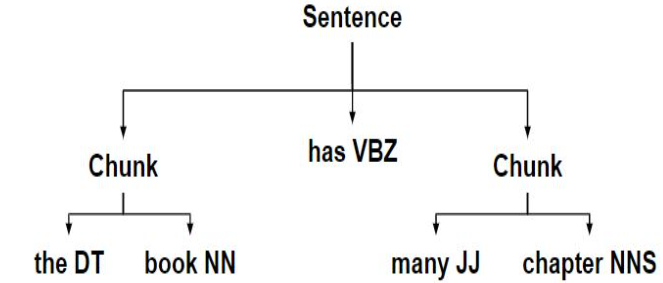 Sentence
has VBZ
Chunk
Chunk
the DT
book NN
many JJ
chapter NNS